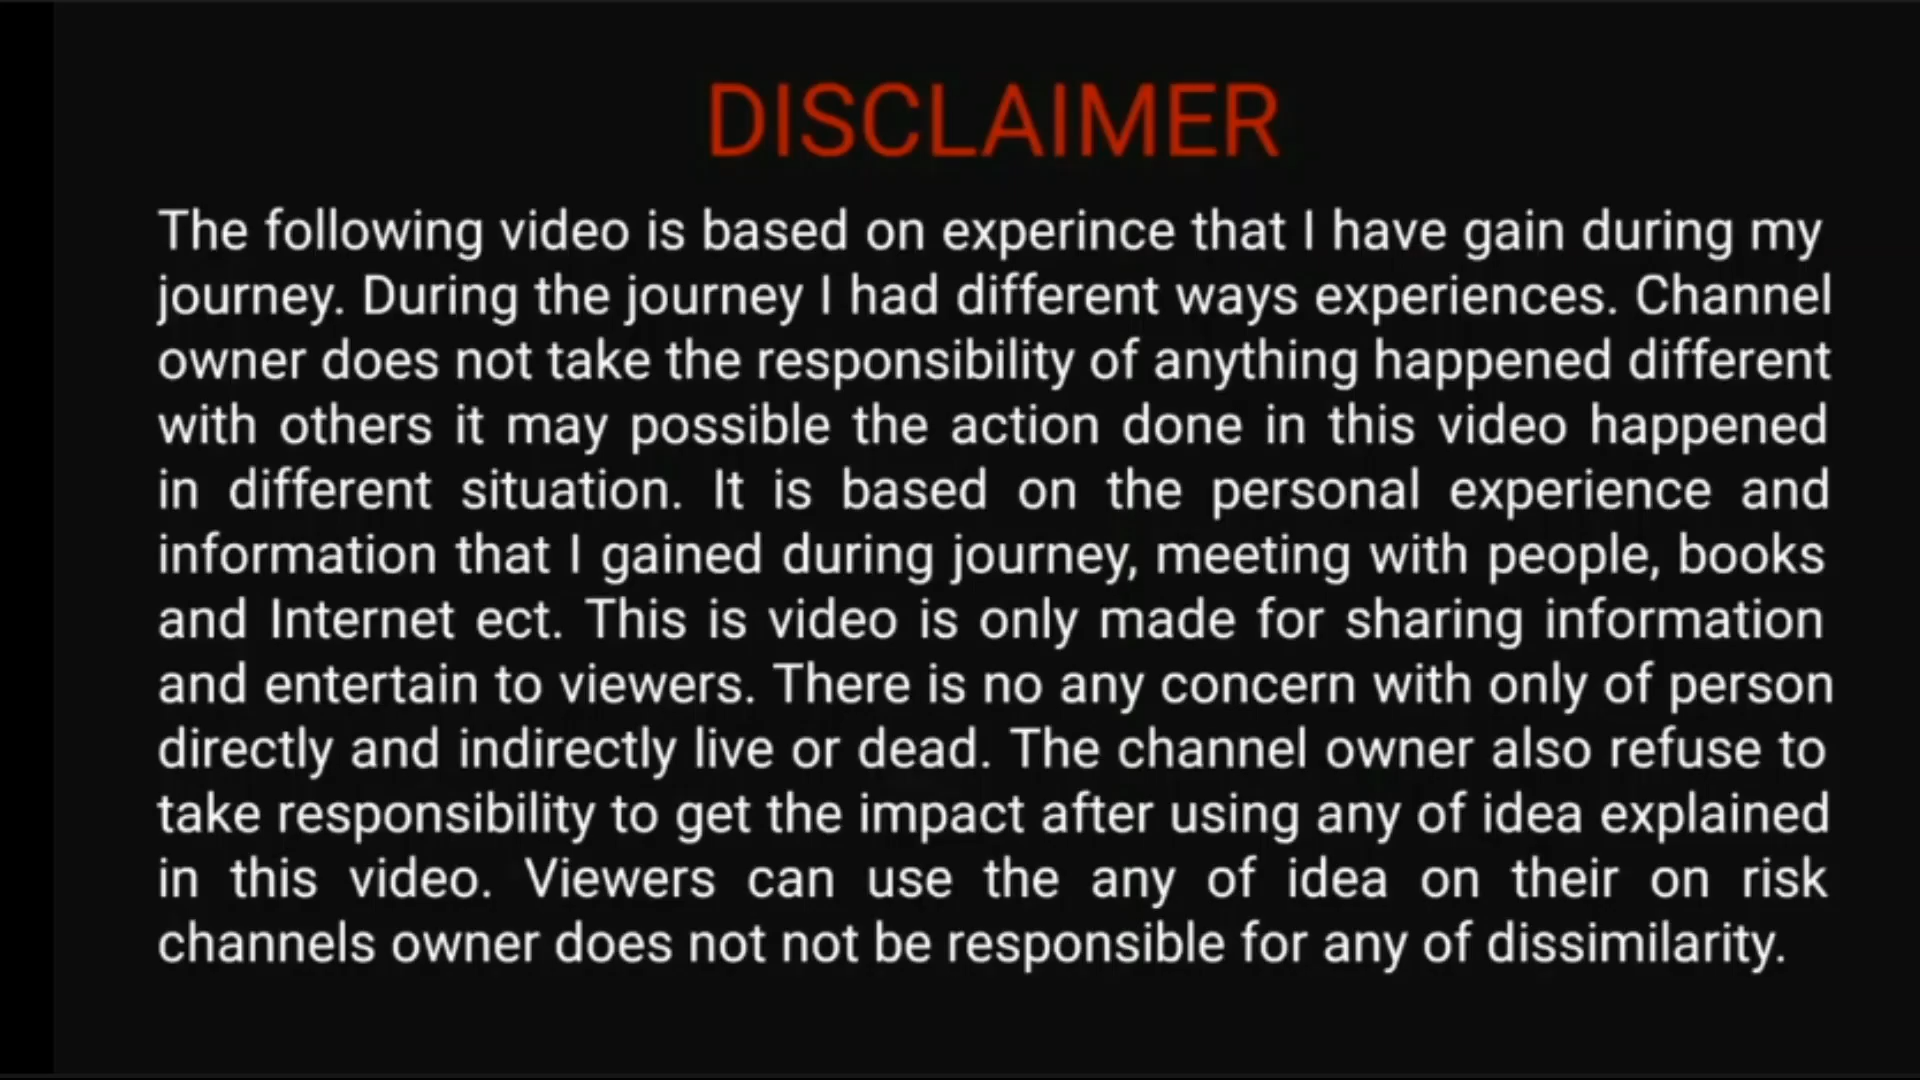 DISCLAIMER
The following video is based on experince that I have gain during my
journey. During the journey I had different ways experiences. Channel
owner does not take the responsibility of anything happened different
with others it may possible the action done in this video happened
in different situation. It is based on the personal experience and
information that I gained during journey, meeting with people, books
and Internet ect. This is video is only made for sharing information
and entertain to viewers. There is no any concern with only of person
directly and indirectly live or dead. The channel owner also refuse to
take responsibility to get the impact after using any of idea explained
in this video. Viewers can use the any of idea on their on risk
channels owner does not not be responsible for any of dissimilarity.